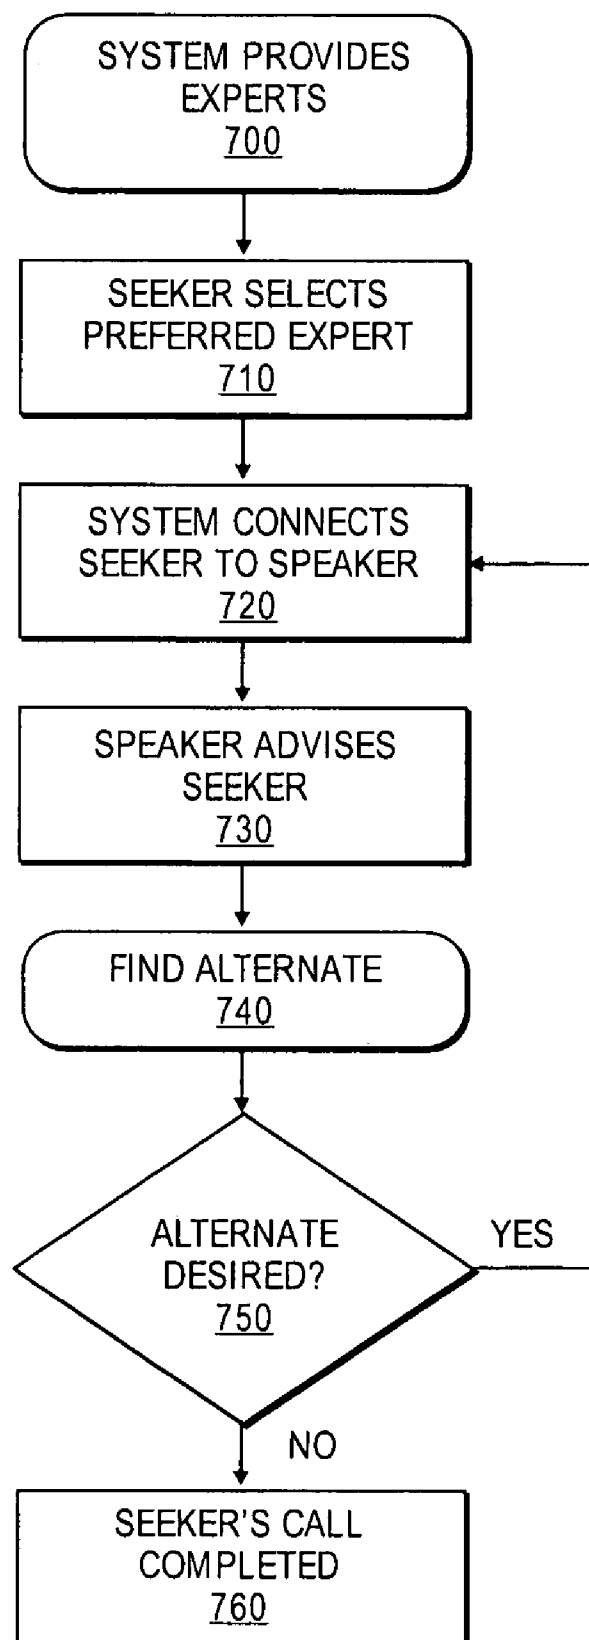 SYSTEM PROVIDES
EXPERTS
700
SEEKER SELECTS
PREFERRED EXPERT
710
SYSTEM CONNECTS
SEEKER TO SPEAKER
720
SPEAKER ADVISES
SEEKER
730
FIND ALTERNATE
740
ALTERNATE
DESIRED?
750
YES
NO
SEEKER'S CALL
COMPLETED
760